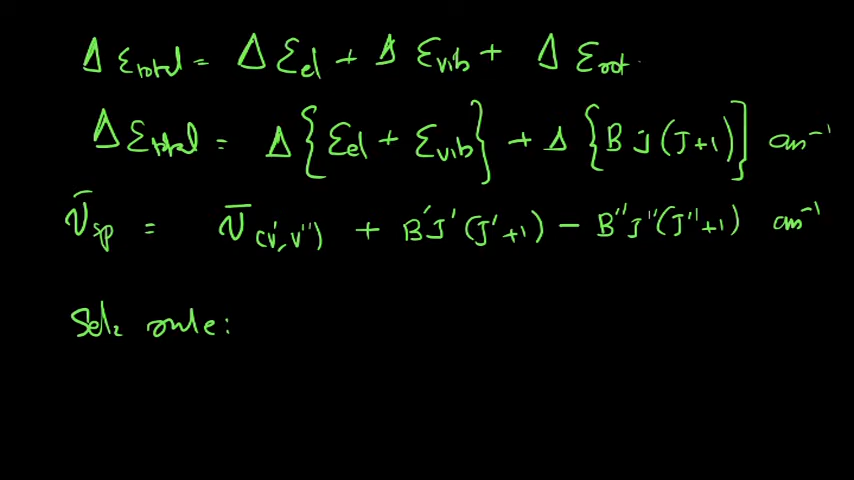 Δ ε_total = Δ ε_el + Δ ε_vib + Δ ε_rot .
Δ ε_total = Δ { ε_el + ε_vib } + Δ { B J (J+1) ] cm⁻¹
ν̄_sp = ν̄_(v', v'') + B' J' (J'+1) − B'' J'' (J''+1) cm⁻¹
Sel. rule: